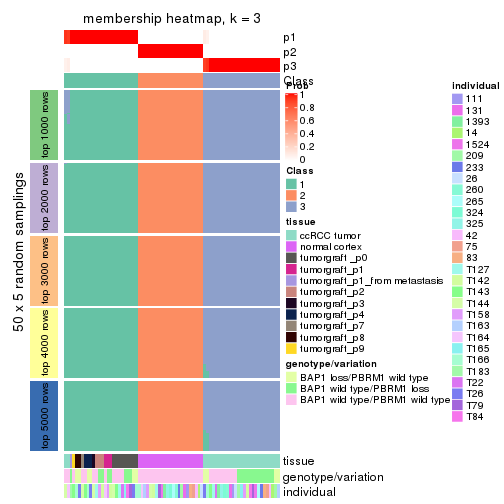 membership heatmap, k = 3
p1
p2
p3
Class
50 x 5 random samplings
top 1000 rows
top 2000 rows
top 3000 rows
top 4000 rows
top 5000 rows
tissue
genotype/variation
individual
Prob
1
0.8
0.6
0.4
0.2
0
Class
1
2
3
tissue
ccRCC tumor
normal cortex
tumorgraft_p0
tumorgraft_p1
tumorgraft_p1_from metastasis
tumorgraft_p2
tumorgraft_p3
tumorgraft_p4
tumorgraft_p7
tumorgraft_p8
tumorgraft_p9
genotype/variation
BAP1 loss/PBRM1 wild type
BAP1 wild type/PBRM1 loss
BAP1 wild type/PBRM1 wild type
individual
111
131
1393
14
1524
209
233
26
260
265
324
325
42
75
83
T127
T142
T143
T144
T158
T163
T164
T165
T166
T183
T22
T26
T79
T84